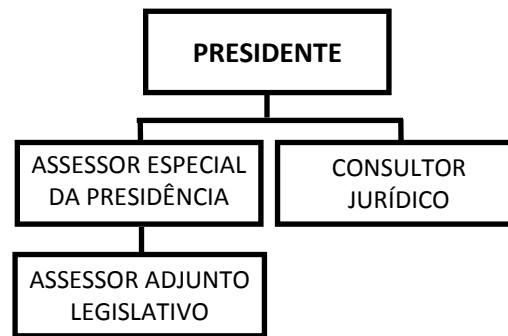 PRESIDENTE
ASSESSOR ESPECIAL
DA PRESIDÊNCIA
CONSULTOR
JURÍDICO
ASSESSOR ADJUNTO
LEGISLATIVO